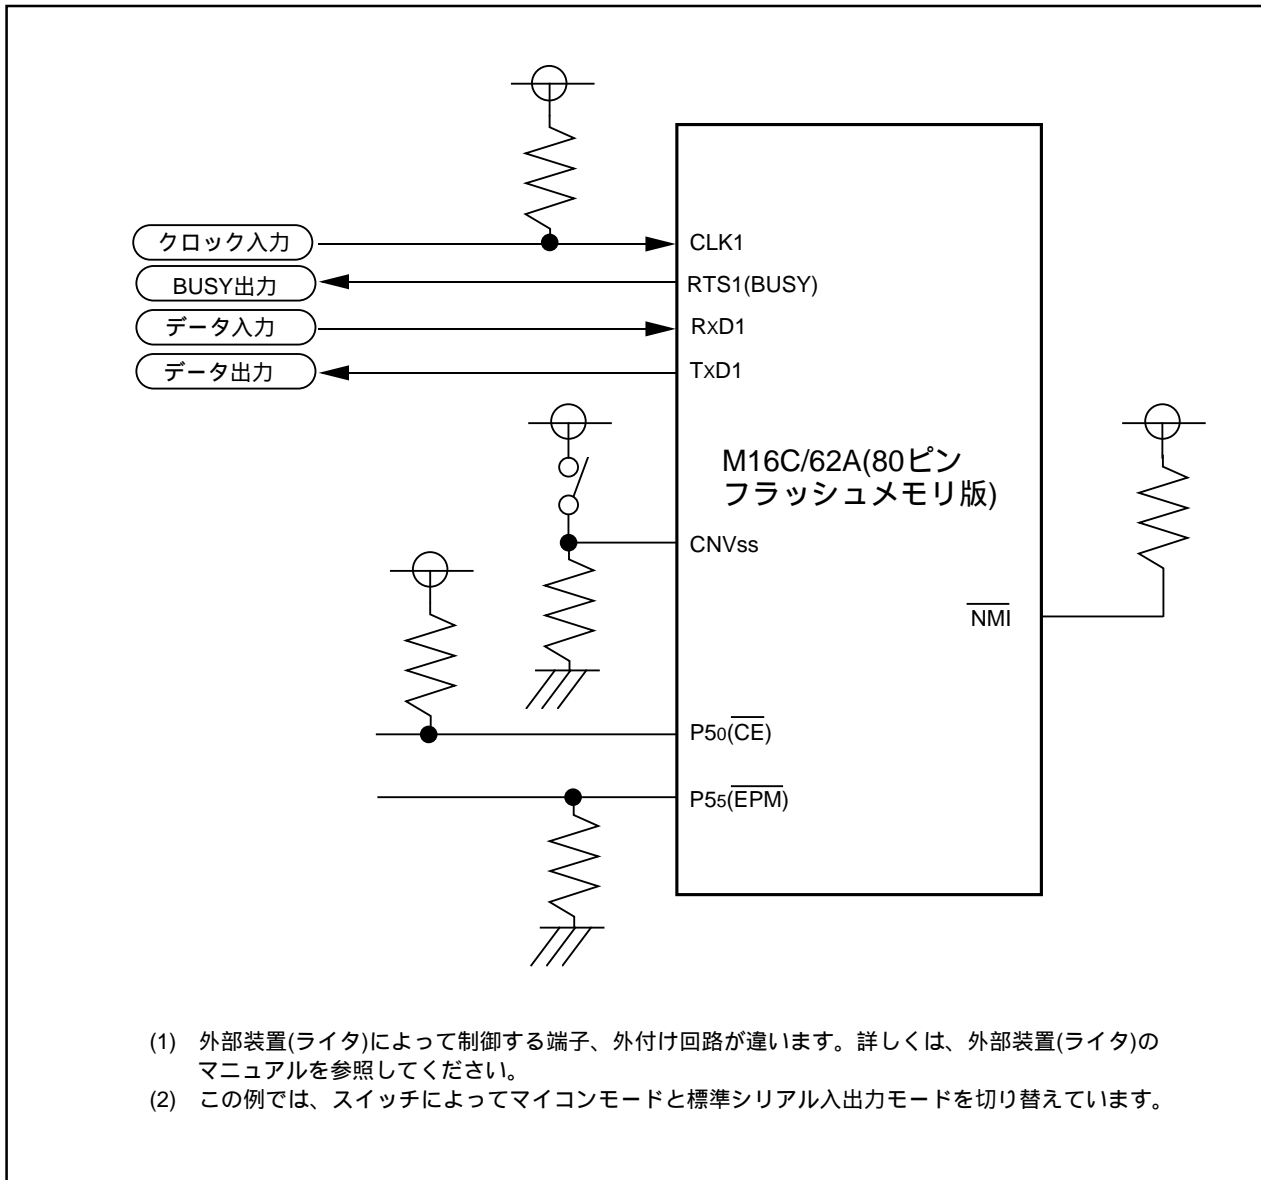 クロック入力
CLK1
BUSY出力
RTS1(BUSY)
データ入力
RxD1
データ出力
TxD1
M16C/62A(80ピン
フラッシュメモリ版)
CNVss
NMI
P50(CE)
P55(EPM)
(1) 外部装置(ライタ)によって制御する端子、外付け回路が違います。詳しくは、外部装置(ライタ)の
マニュアルを参照してください。
(2) この例では、スイッチによってマイコンモードと標準シリアル入出力モードを切り替えています。